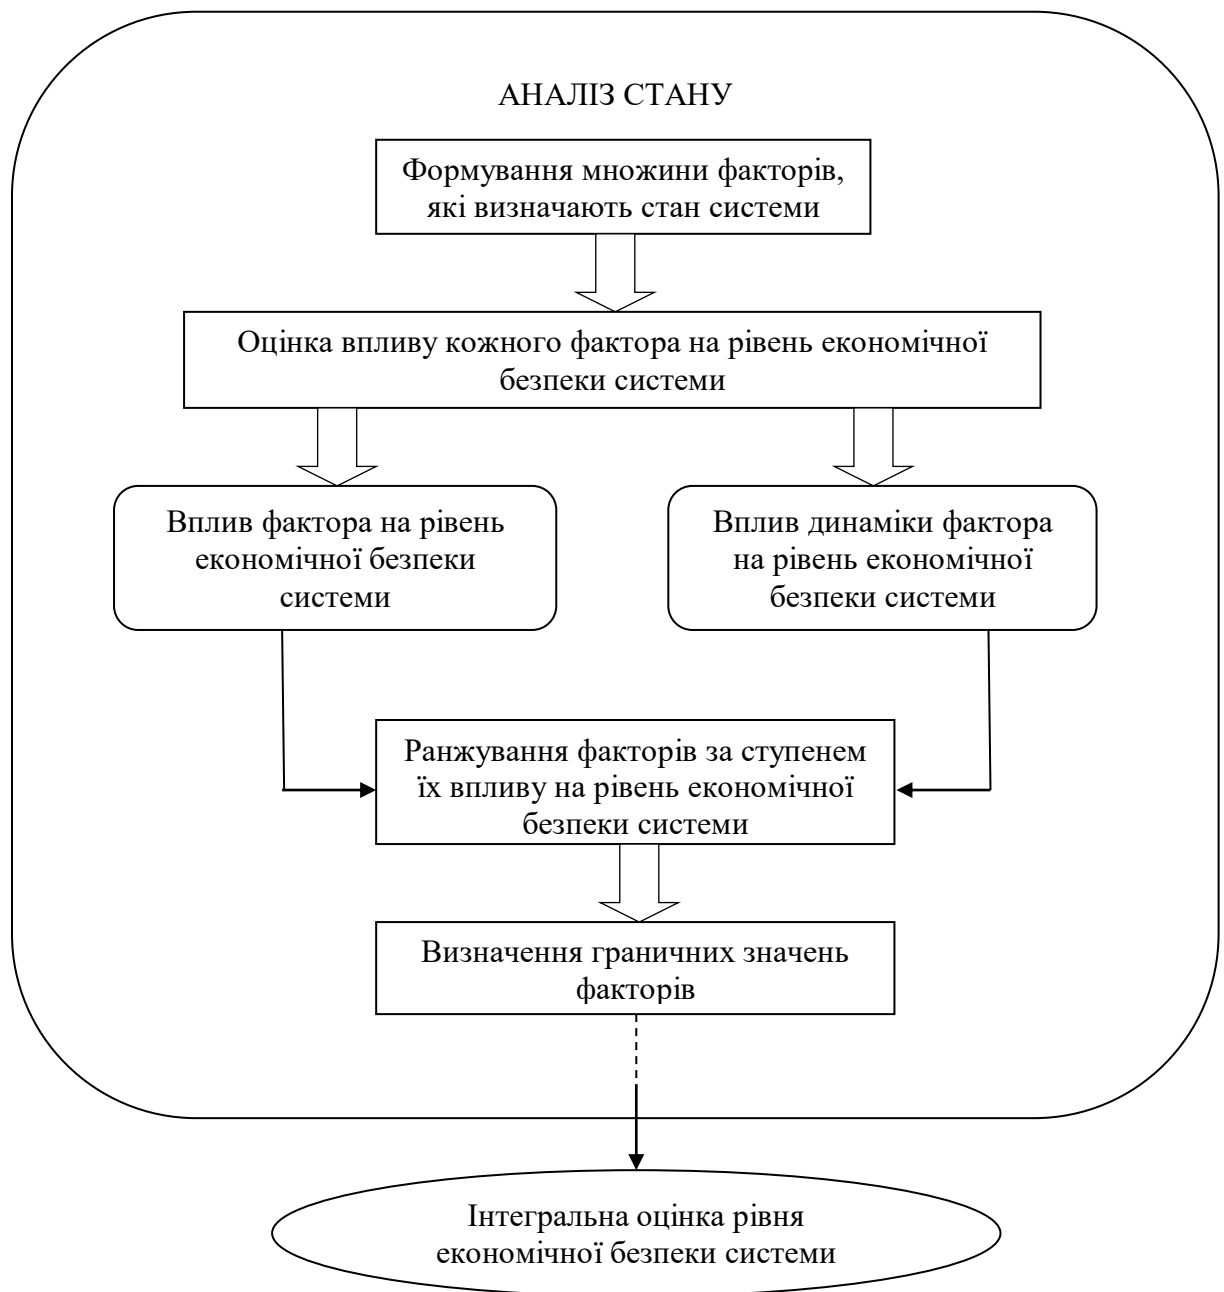 АНАЛІЗ СТАНУ
Формування множини факторів,
які визначають стан системи
Оцінка впливу кожного фактора на рівень економічної
безпеки системи
Вплив фактора на рівень
економічної безпеки
системи
Вплив динаміки фактора
на рівень економічної
безпеки системи
Ранжування факторів за ступенем
їх впливу на рівень економічної
безпеки системи
Визначення граничних значень
факторів
Інтегральна оцінка рівня
економічної безпеки системи